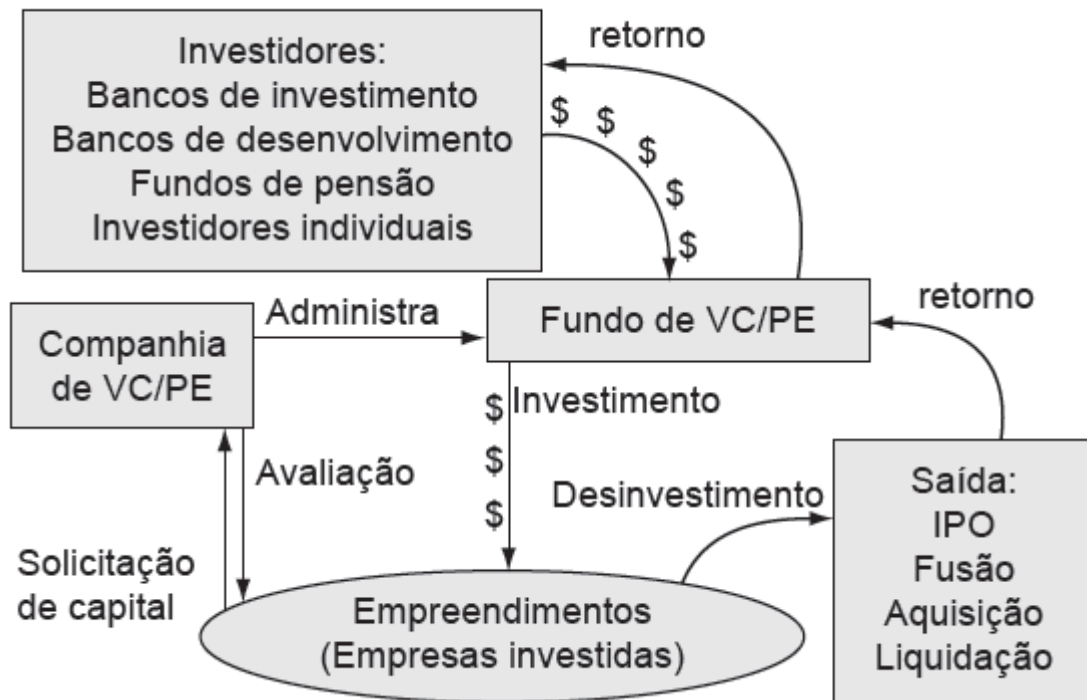 Investidores:
Bancos de investimento
Bancos de desenvolvimento
Fundos de pensão
Investidores individuais
retorno
$
$
$
$
$
Companhia
de VC/PE
Administra
Fundo de VC/PE
retorno
$
$
$
Investimento
Avaliação
Solicitação
de capital
Desinvestimento
Empreendimentos
(Empresas investidas)
Saída:
IPO
Fusão
Aquisição
Liquidação